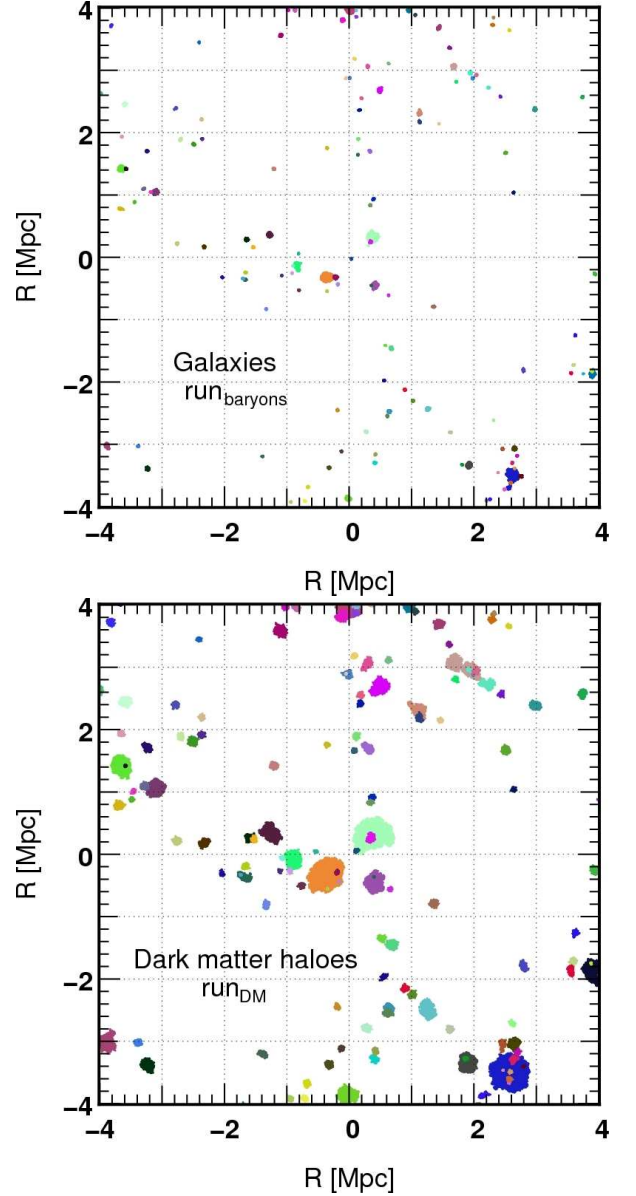 4
2
0
−2
−4
R [Mpc]
Galaxies
run_baryons
−4 −2 0 2 4
R [Mpc]
4
2
0
−2
−4
R [Mpc]
Dark matter haloes
run_DM
−4 −2 0 2 4
R [Mpc]